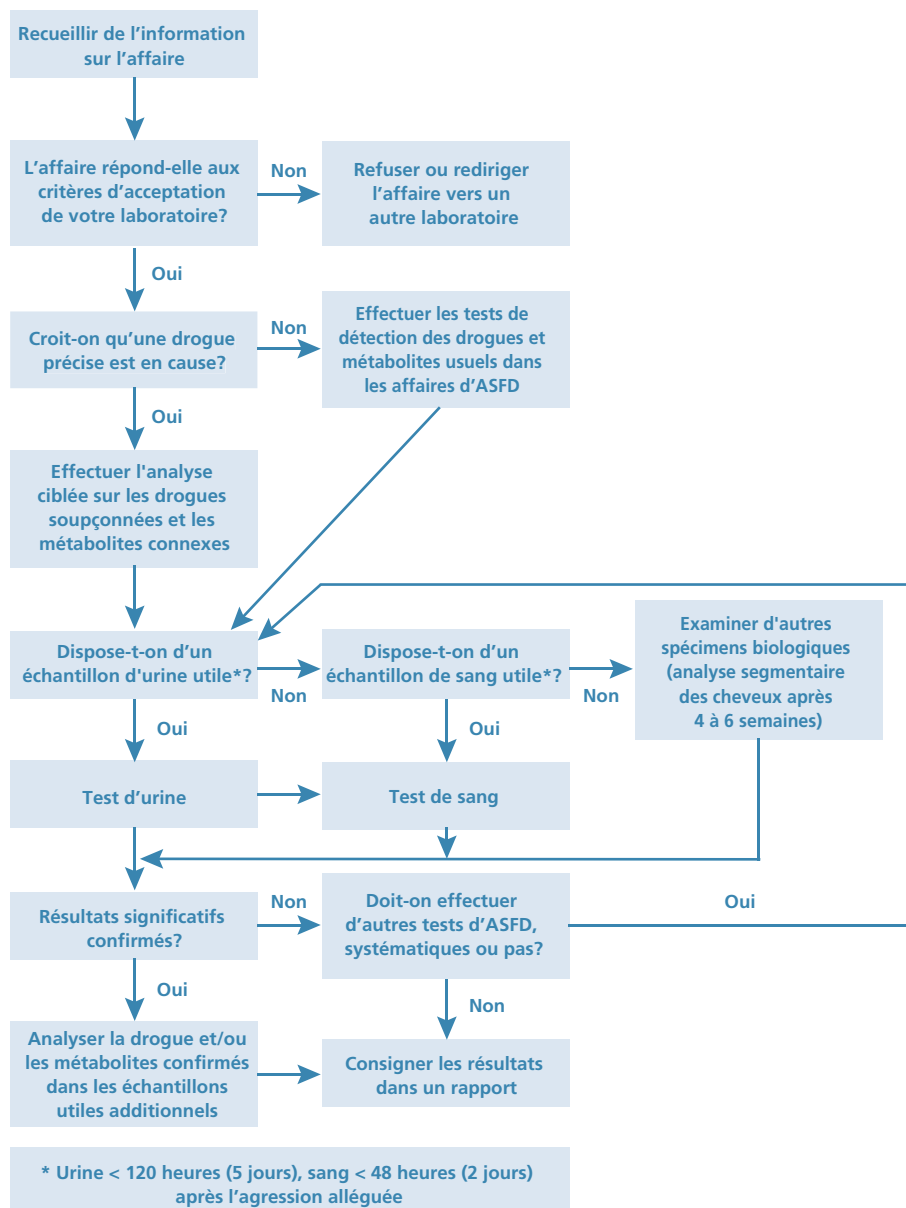 Recueillir de l'information
sur l'affaire
L'affaire répond-elle aux
critères d'acceptation
de votre laboratoire?
Non
Refuser ou rediriger
l'affaire vers un
autre laboratoire
Oui
Croit-on qu'une drogue
précise est en cause?
Non
Effectuer les tests de
détection des drogues et
métabolites usuels dans
les affaires d'ASFD
Oui
Effectuer l'analyse
ciblée sur les drogues
soupçonnées et les
métabolites connexes
Dispose-t-on d'un
échantillon d'urine utile*?
Non
Dispose-t-on d'un
échantillon de sang utile*?
Non
Examiner d'autres
spécimens biologiques
(analyse segmentaire
des cheveux après
4 à 6 semaines)
Oui
Oui
Test d'urine
Test de sang
Résultats significatifs
confirmés?
Non
Doit-on effectuer
d'autres tests d'ASFD,
systématiques ou pas?
Oui
Oui
Non
Analyser la drogue et/ou
les métabolites confirmés
dans les échantillons
utiles additionnels
Consigner les résultats
dans un rapport
* Urine < 120 heures (5 jours), sang < 48 heures (2 jours)
après l'agression alléguée